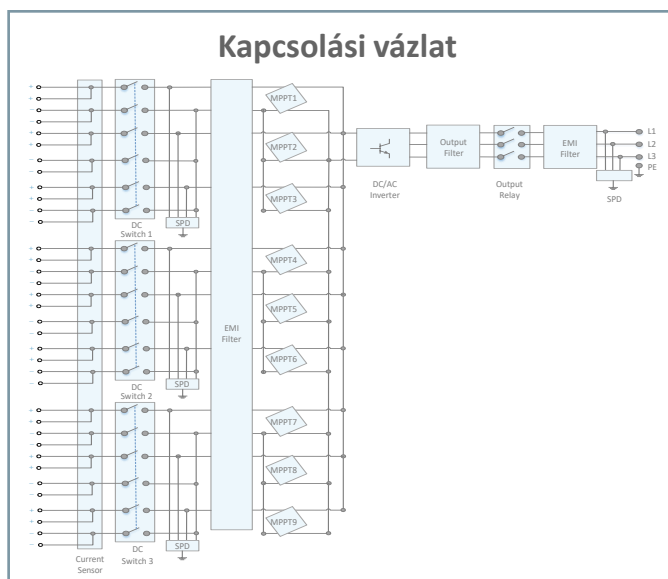 Kapcsolási vázlat
+
+
−
−
+
+
−
−
+
+
−
−
DC
Switch 1
SPD
MPPT1
MPPT2
MPPT3
+
+
−
−
+
+
−
−
+
+
−
−
DC
Switch 2
SPD
MPPT4
MPPT5
MPPT6
+
+
−
−
+
+
−
−
+
+
−
−
Current
Sensor
DC
Switch 3
SPD
EMI
Filter
MPPT7
MPPT8
MPPT9
DC/AC
Inverter
Output
Filter
Output
Relay
EMI
Filter
SPD
L1
L2
L3
PE